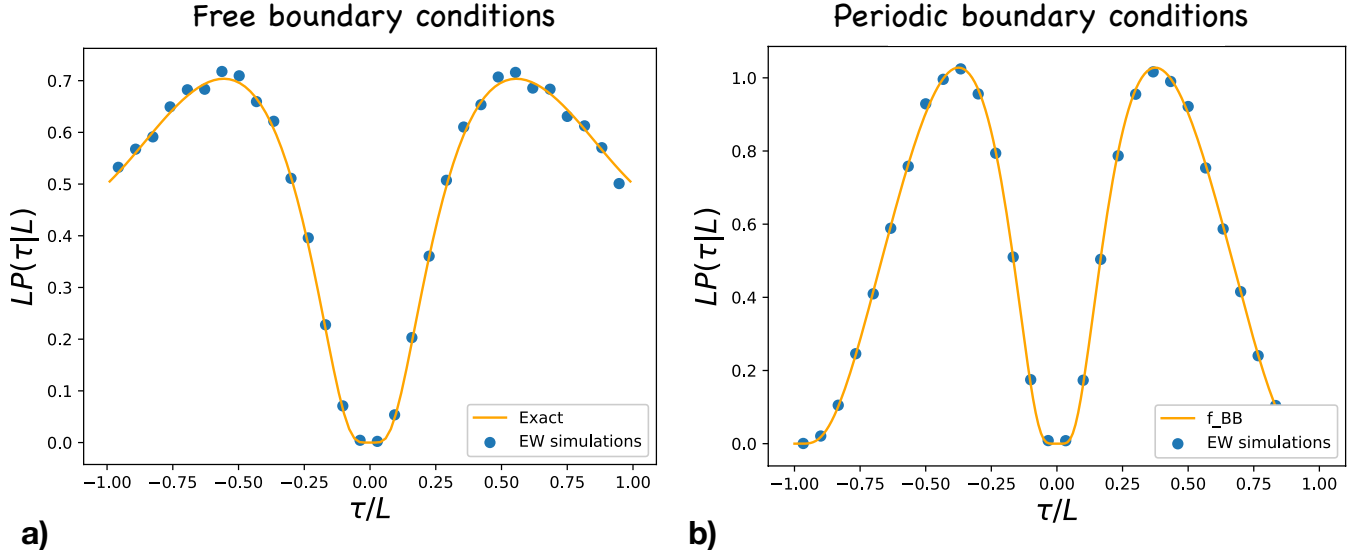 Free boundary conditions
0.7
0.6
0.5
0.4
0.3
0.2
0.1
0.0
LP(τ|L)
Exact
EW simulations
−1.00 −0.75 −0.50 −0.25 0.00 0.25 0.50 0.75 1.00
τ/L
a)
Periodic boundary conditions
1.0
0.8
0.6
0.4
0.2
0.0
LP(τ|L)
f_BB
EW simulations
−1.00 −0.75 −0.50 −0.25 0.00 0.25 0.50 0.75 1.00
τ/L
b)